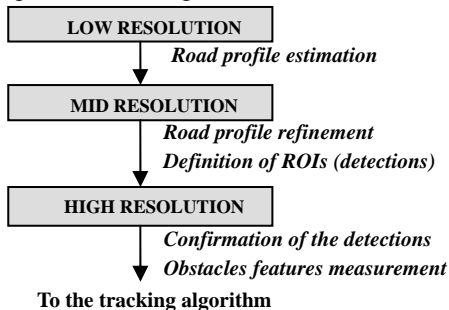 LOW RESOLUTION
Road profile estimation
MID RESOLUTION
Road profile refinement
Definition of ROIs (detections)
HIGH RESOLUTION
Confirmation of the detections
Obstacles features measurement
To the tracking algorithm